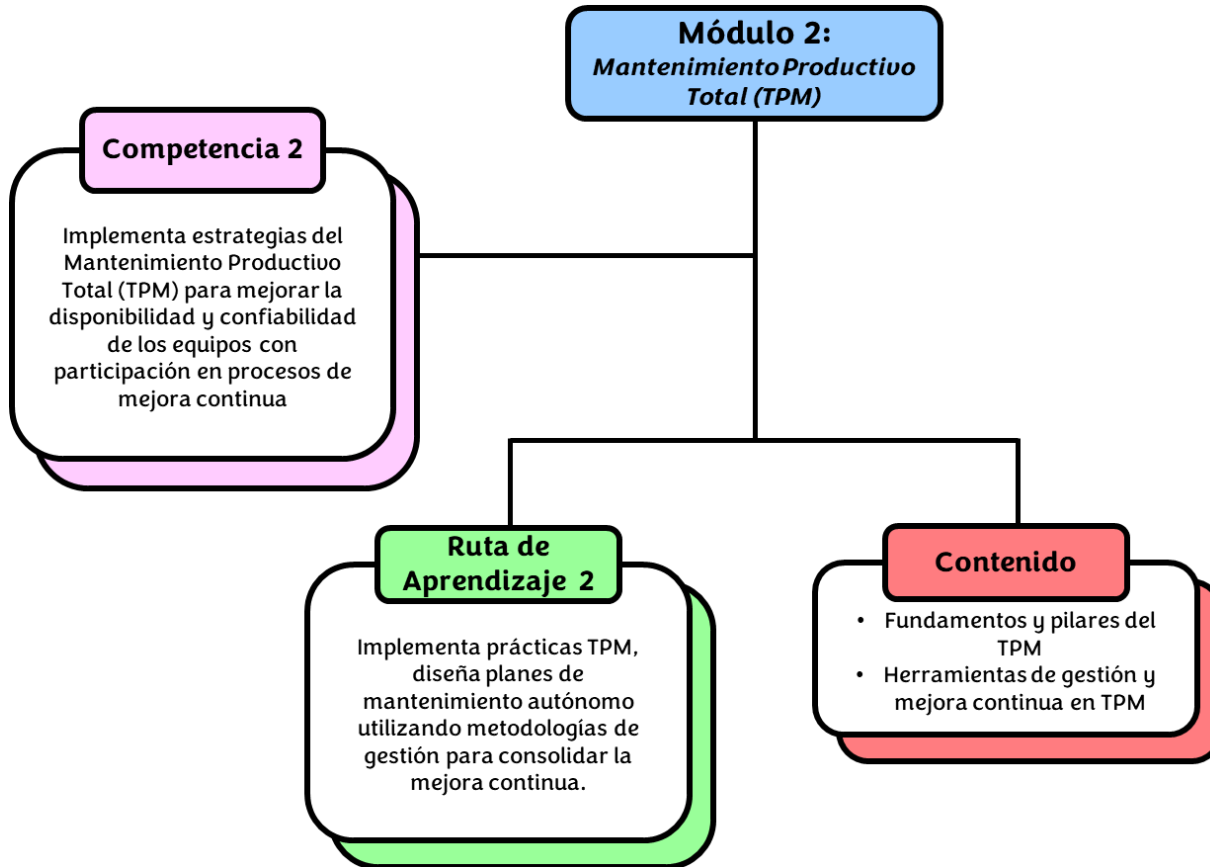 Módulo 2:
Mantenimiento Productivo
Total (TPM)
Competencia 2
Implementa estrategias del
Mantenimiento Productivo
Total (TPM) para mejorar la
disponibilidad y confiabilidad
de los equipos con
participación en procesos de
mejora continua
Ruta de
Aprendizaje 2
Implementa prácticas TPM,
diseña planes de
mantenimiento autónomo
utilizando metodologías de
gestión para consolidar la
mejora continua.
Contenido
• Fundamentos y pilares del
TPM
• Herramientas de gestión y
mejora continua en TPM